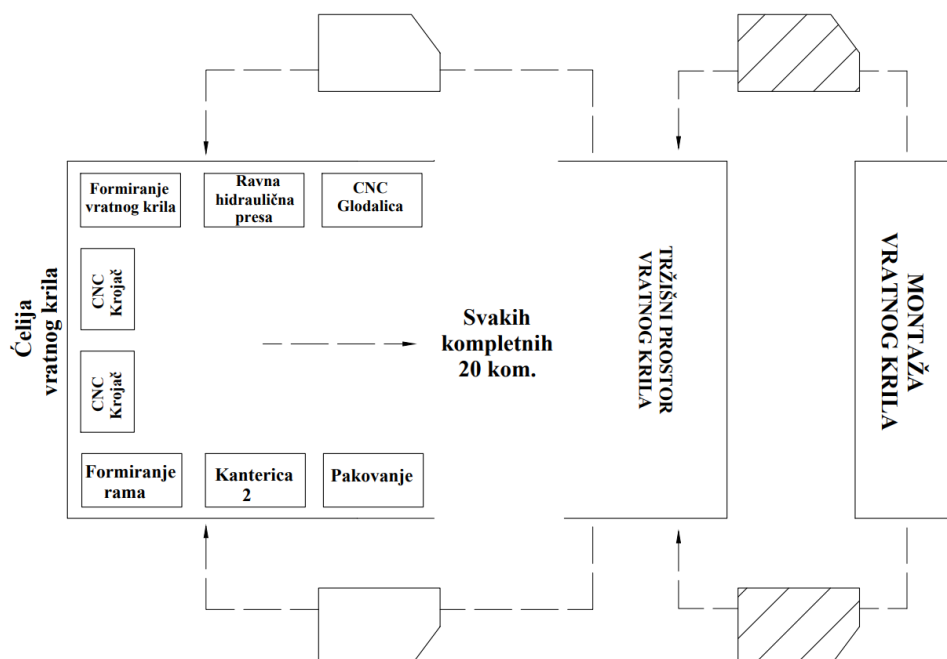 Formiranje
vratnog krila
Ravna
hidraulična
presa
CNC
Glodalica
Ćelija
vratnog krila
CNC
Krojač
CNC
Krojač
Svakih
kompletnih
20 kom.
TRŽIŠNI PROSTOR
VRATNOG KRILA
MONTAŽA
VRATNOG KRILA
Formiranje
rama
Kanterica
2
Pakovanje